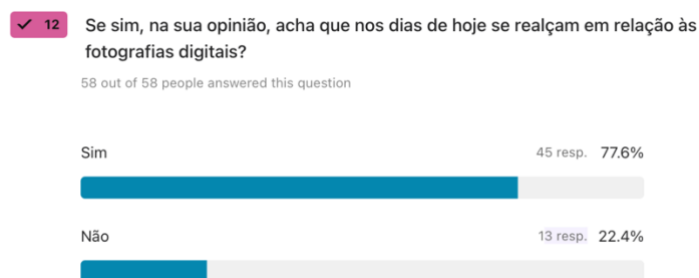 12 Se sim, na sua opinião, acha que nos dias de hoje se realçam em relação às
fotografias digitais?
58 out of 58 people answered this question
Sim 45 resp. 77.6%
Não 13 resp. 22.4%